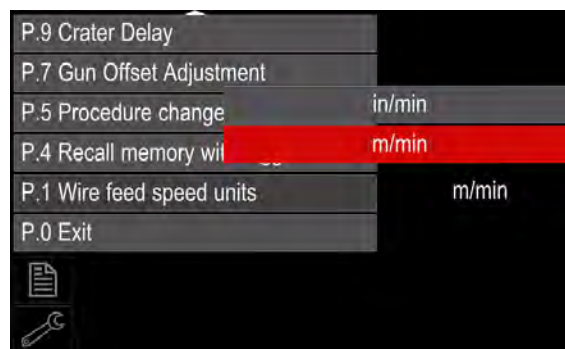 P.9 Crater Delay
P.7 Gun Offset Adjustment
P.5 Procedure change
in/min
P.4 Recall memory wit
m/min
P.1 Wire feed speed units
m/min
P.0 Exit